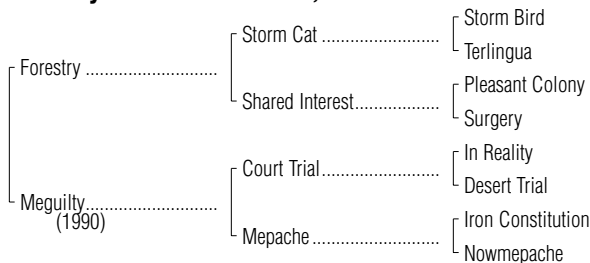 Storm Bird
Storm Cat ........................
Terlingua
Forestry ...........................
Pleasant Colony
Shared Interest.................
Surgery
In Reality
Court Trial ........................
Desert Trial
Meguilty...........................
(1990)
Iron Constitution
Mepache ..........................
Nowmepache